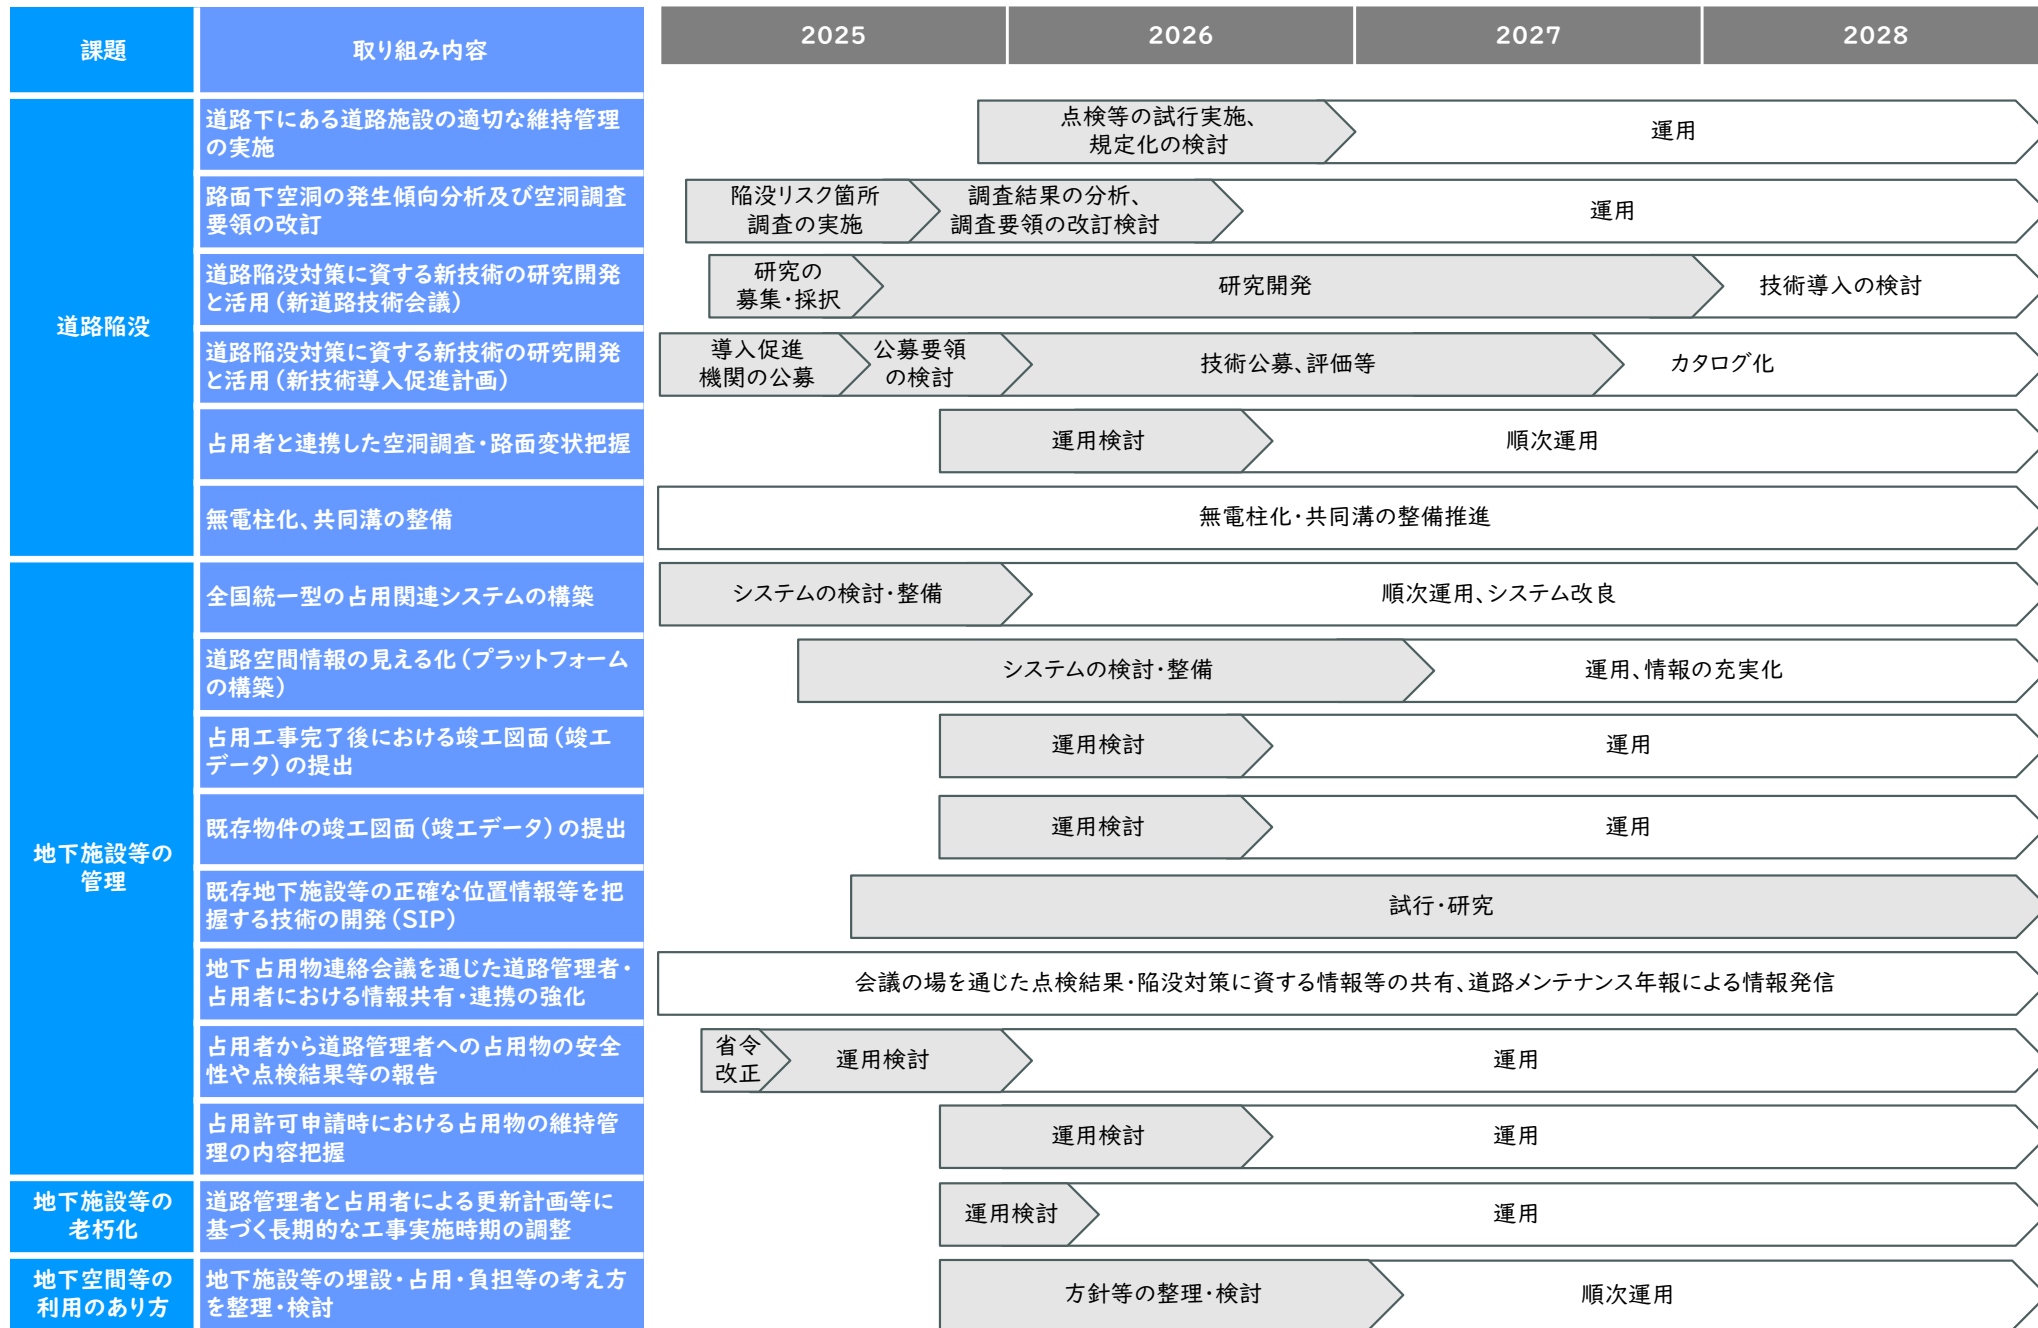 課題
取り組み内容
2025
2026
2027
2028
道路陥没
道路下にある道路施設の適切な維持管理
の実施
点検等の試行実施、
規定化の検討
運用
路面下空洞の発生傾向分析及び空洞調査
要領の改訂
陥没リスク箇所
調査の実施
調査結果の分析、
調査要領の改訂検討
運用
道路陥没対策に資する新技術の研究開発
と活用（新道路技術会議）
研究の
募集・採択
研究開発
技術導入の検討
道路陥没対策に資する新技術の研究開発
と活用（新技術導入促進計画）
導入促進
機関の公募
公募要領
の検討
技術公募、評価等
カタログ化
占用者と連携した空洞調査・路面変状把握
運用検討
順次運用
無電柱化、共同溝の整備
無電柱化・共同溝の整備推進
地下施設等の
管理
全国統一型の占用関連システムの構築
システムの検討・整備
順次運用、システム改良
道路空間情報の見える化（プラットフォーム
の構築）
システムの検討・整備
運用、情報の充実化
占用工事完了後における竣工図面（竣工
データ）の提出
運用検討
運用
既存物件の竣工図面（竣工データ）の提出
運用検討
運用
既存地下施設等の正確な位置情報等を把
握する技術の開発（SIP）
試行・研究
地下占用物連絡会議を通じた道路管理者・
占用者における情報共有・連携の強化
会議の場を通じた点検結果・陥没対策に資する情報等の共有、道路メンテナンス年報による情報発信
占用者から道路管理者への占用物の安全
性や点検結果等の報告
省令
改正
運用検討
運用
占用許可申請時における占用物の維持管
理の内容把握
運用検討
運用
地下施設等の
老朽化
道路管理者と占用者による更新計画等に
基づく長期的な工事実施時期の調整
運用検討
運用
地下空間等の
利用のあり方
地下施設等の埋設・占用・負担等の考え方
を整理・検討
方針等の整理・検討
順次運用